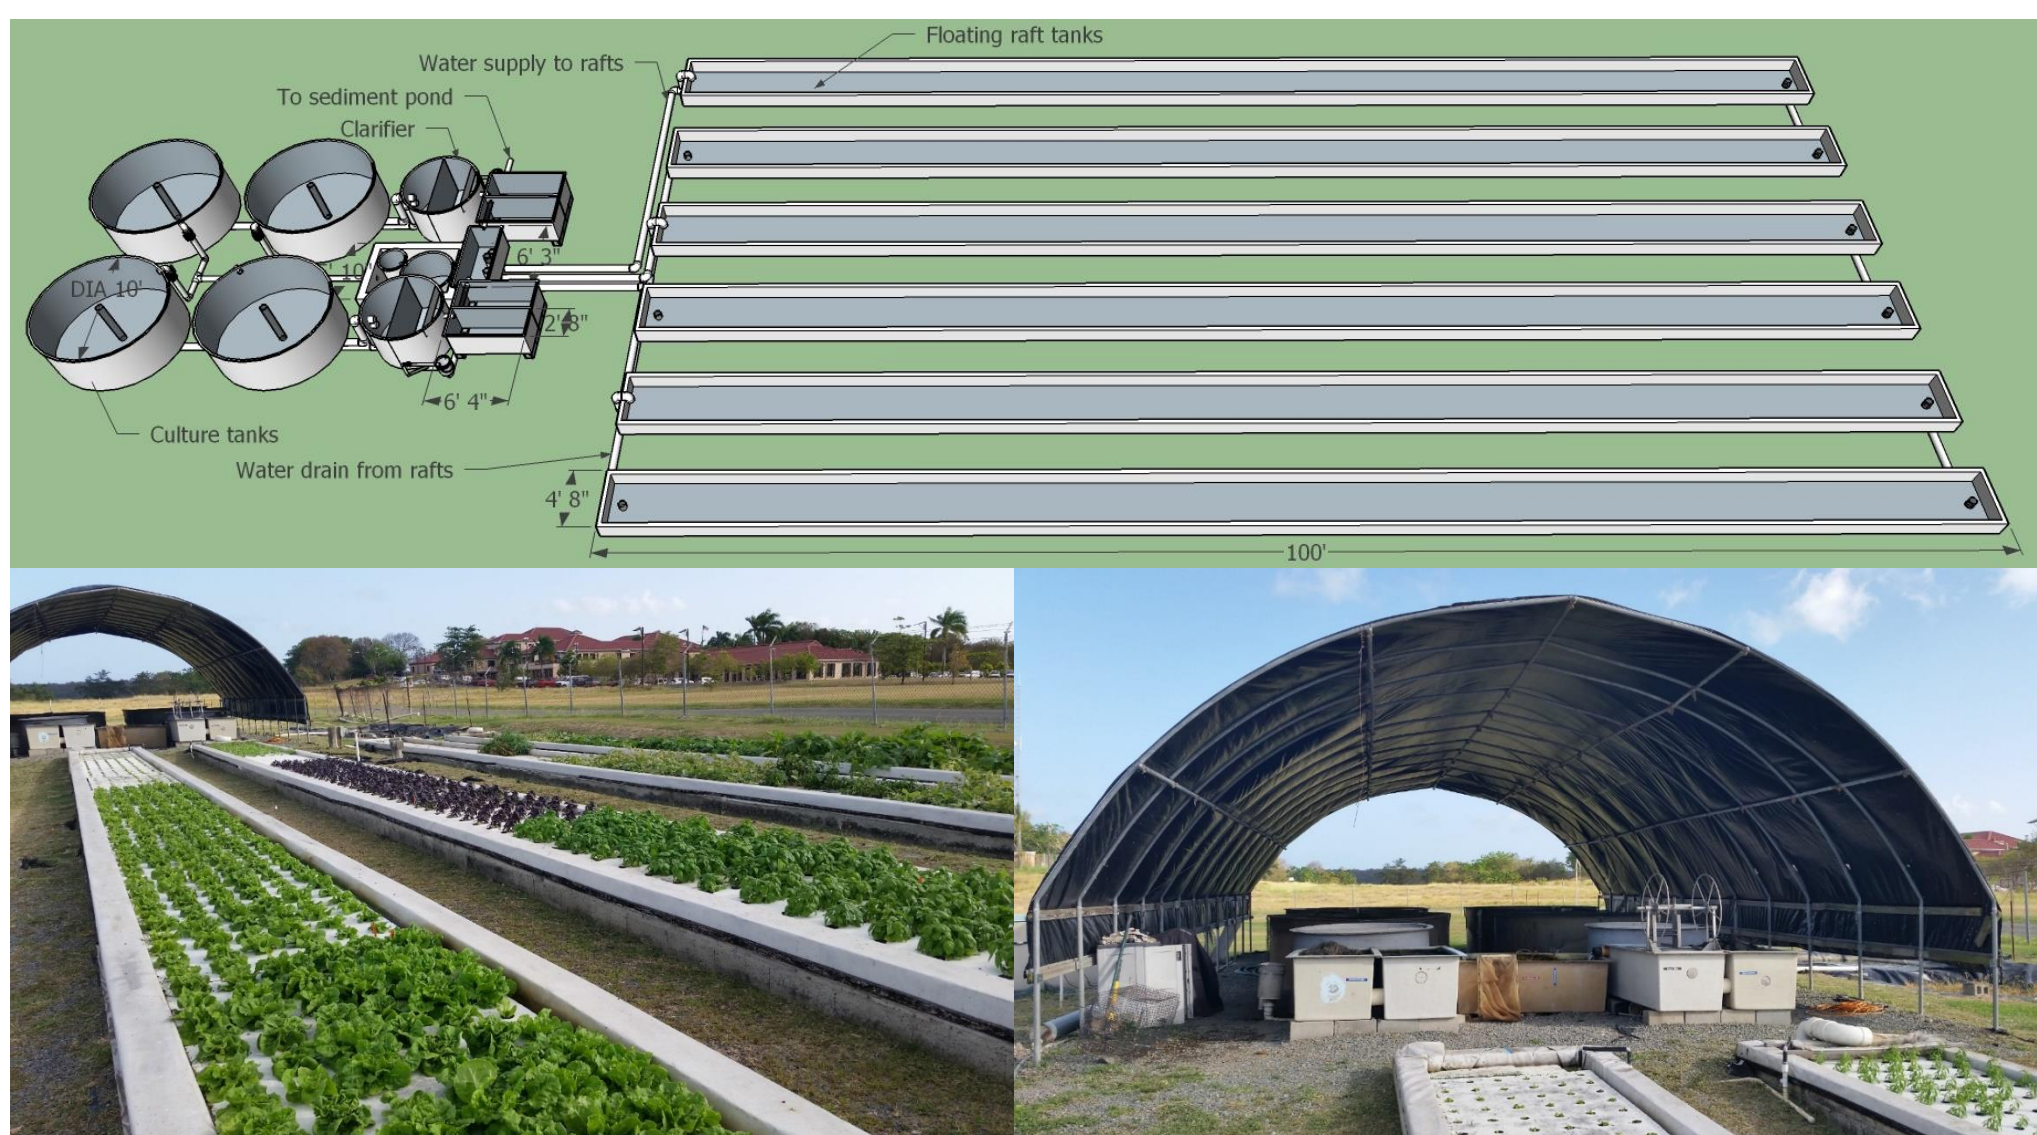 Floating raft tanks
Water supply to rafts
To sediment pond
Clarifier
6' 3"
10'
DIA 10'
2' 8"
6' 4"
Culture tanks
Water drain from rafts
4' 8"
100'